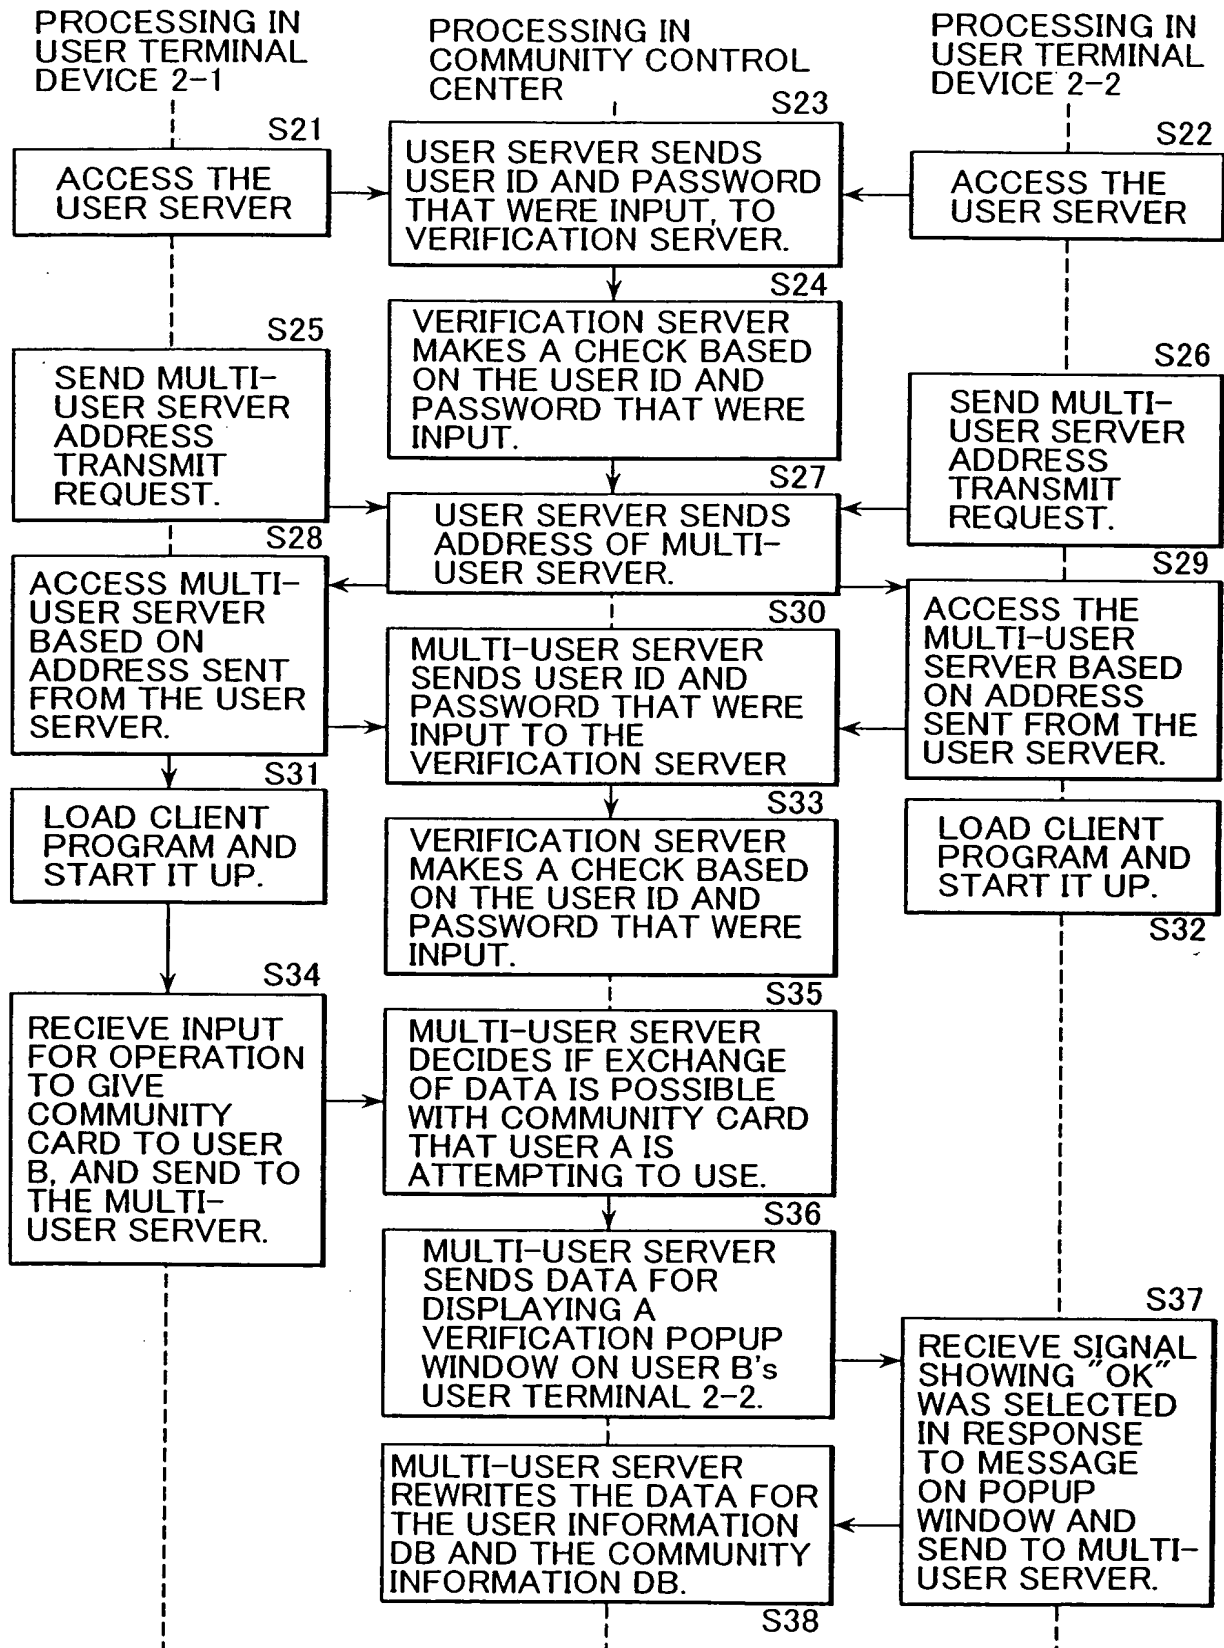 PROCESSING IN
USER TERMINAL
DEVICE 2-1
PROCESSING IN
COMMUNITY CONTROL
CENTER
PROCESSING IN
USER TERMINAL
DEVICE 2-2
S21
ACCESS THE
USER SERVER
S23
USER SERVER SENDS
USER ID AND PASSWORD
THAT WERE INPUT, TO
VERIFICATION SERVER.
S22
ACCESS THE
USER SERVER
S24
VERIFICATION SERVER
MAKES A CHECK BASED
ON THE USER ID AND
PASSWORD THAT WERE
INPUT.
S25
SEND MULTI-
USER SERVER
ADDRESS
TRANSMIT
REQUEST.
S26
SEND MULTI-
USER SERVER
ADDRESS
TRANSMIT
REQUEST.
S27
USER SERVER SENDS
ADDRESS OF MULTI-
USER SERVER.
S28
ACCESS MULTI-
USER SERVER
BASED ON
ADDRESS SENT
FROM THE USER
SERVER.
S29
ACCESS THE
MULTI-USER
SERVER BASED
ON ADDRESS
SENT FROM THE
USER SERVER.
S30
MULTI-USER SERVER
SENDS USER ID AND
PASSWORD THAT WERE
INPUT TO THE
VERIFICATION SERVER
S31
LOAD CLIENT
PROGRAM AND
START IT UP.
S33
VERIFICATION SERVER
MAKES A CHECK BASED
ON THE USER ID AND
PASSWORD THAT WERE
INPUT.
LOAD CLIENT
PROGRAM AND
START IT UP.
S32
S34
RECIEVE INPUT
FOR OPERATION
TO GIVE
COMMUNITY
CARD TO USER
B, AND SEND TO
THE MULTI-
USER SERVER.
S35
MULTI-USER SERVER
DECIDES IF EXCHANGE
OF DATA IS POSSIBLE
WITH COMMUNITY CARD
THAT USER A IS
ATTEMPTING TO USE.
S36
MULTI-USER SERVER
SENDS DATA FOR
DISPLAYING A
VERIFICATION POPUP
WINDOW ON USER B's
USER TERMINAL 2-2.
S37
RECIEVE SIGNAL
SHOWING "OK"
WAS SELECTED
IN RESPONSE
TO MESSAGE
ON POPUP
WINDOW AND
SEND TO MULTI-
USER SERVER.
MULTI-USER SERVER
REWRITES THE DATA FOR
THE USER INFORMATION
DB AND THE COMMUNITY
INFORMATION DB.
S38